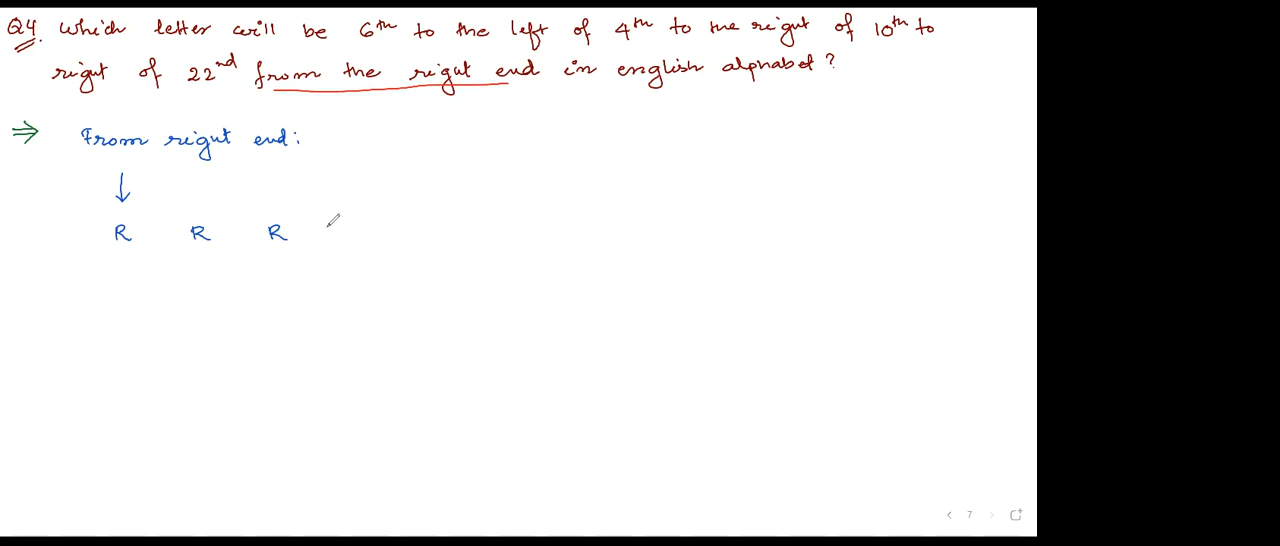 Q4. Which letter will be 6th to the left of 4th to the right of 10th to
right of 22nd from the right end in english alphabet?
⇒ From right end:
↓
R R R
< 7 >